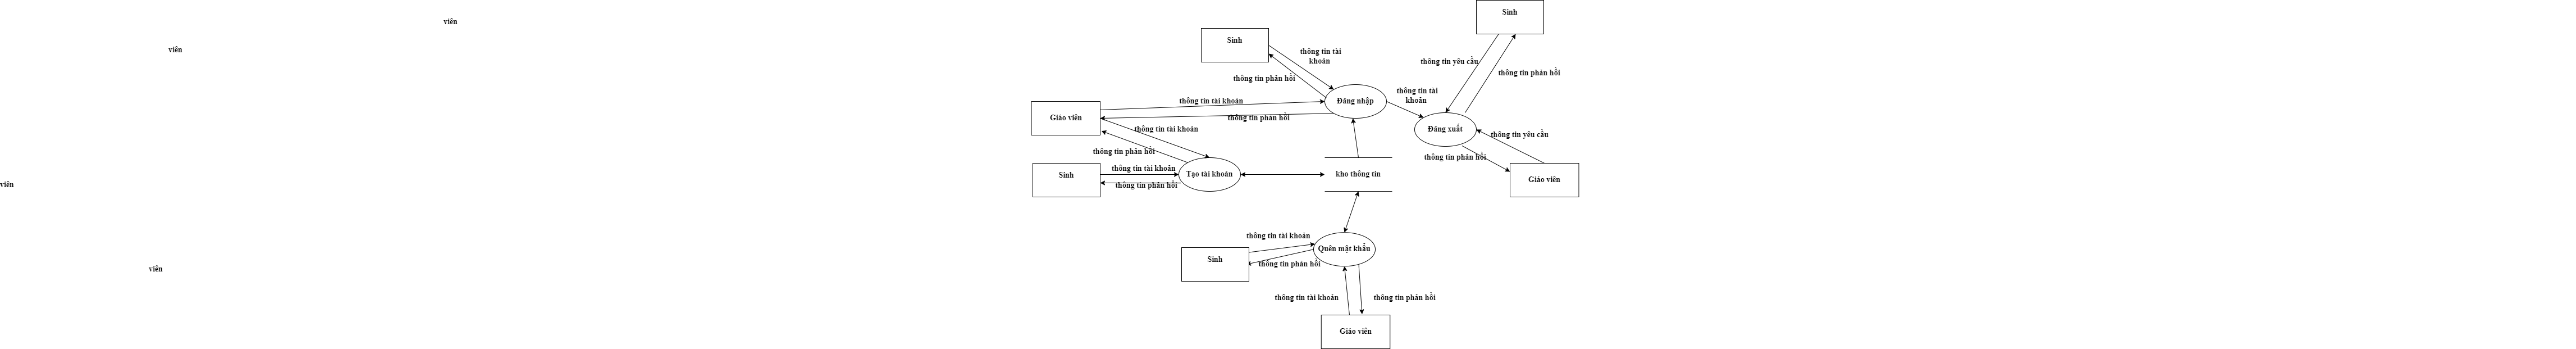 Sinh
viên
Sinh
viên
thông tin tài
khoản
thông tin yêu cầu
thông tin phản hồi
thông tin phản hồi
thông tin tài
khoản
thông tin tài khoản
Đăng nhập
Giáo viên
thông tin phản hồi
thông tin tài khoản
Đăng xuất
thông tin yêu cầu
thông tin phản hồi
thông tin phản hồi
thông tin tài khoản
Sinh
Tạo tài khoản
kho thông tin
Giáo viên
viên
thông tin phản hồi
thông tin tài khoản
Quên mật khẩu
Sinh
thông tin phản hồi
viên
thông tin tài khoản
thông tin phản hồi
Giáo viên